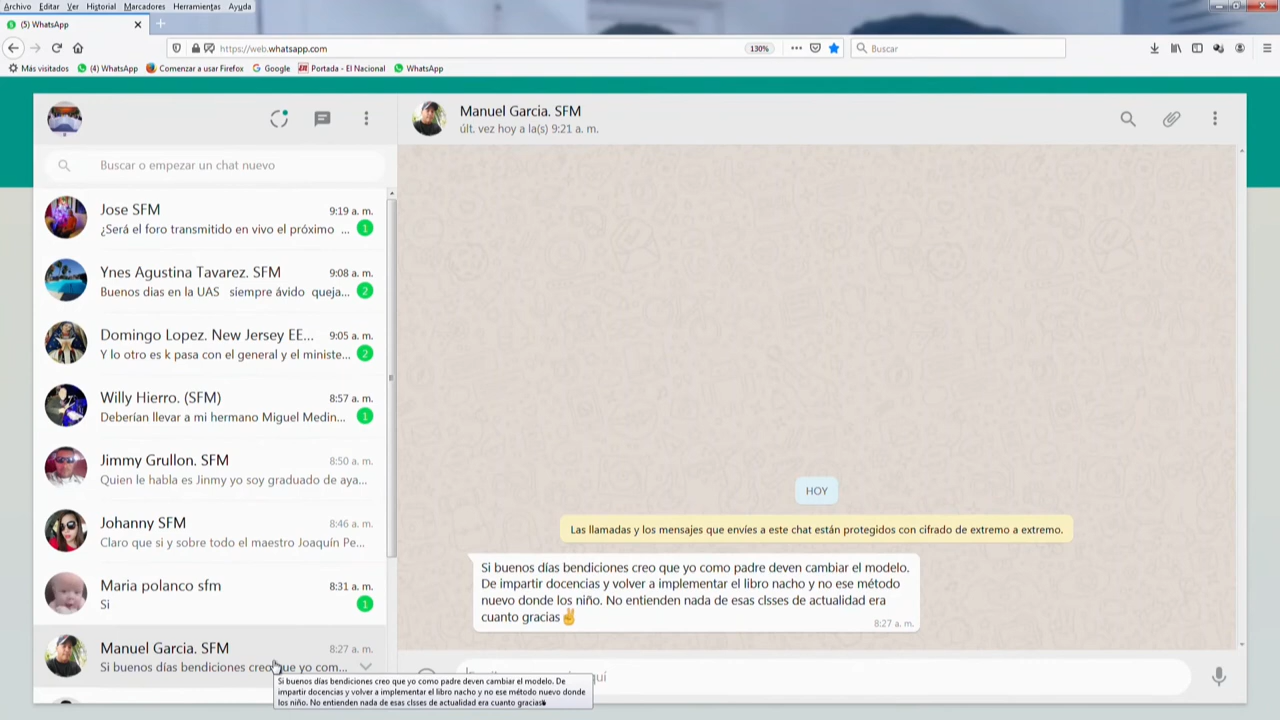 Archivo Editar Ver Historial Marcadores Herramientas Ayuda
(5) WhatsApp
https://web.whatsapp.com
130%
Buscar
Más visitados (4) WhatsApp Comenzar a usar Firefox Google Portada - El Nacional WhatsApp
Buscar o empezar un chat nuevo
Jose SFM 9:19 a. m.
¿Será el foro transmitido en vivo el próximo ... 1
Ynes Agustina Tavarez. SFM 9:08 a. m.
Buenos dias en la UAS siempre ávido queja... 2
Domingo Lopez. New Jersey EE... 9:05 a. m.
Y lo otro es k pasa con el general y el ministe... 2
Willy Hierro. (SFM) 8:57 a. m.
Deberían llevar a mi hermano Miguel Medin... 1
Jimmy Grullon. SFM 8:50 a. m.
Quien le habla es Jinmy yo soy graduado de aya...
Johanny SFM 8:46 a. m.
Claro que si y sobre todo el maestro Joaquín Pe...
Maria polanco sfm 8:31 a. m.
Si 1
Manuel Garcia. SFM 8:27 a. m.
Si buenos días bendiciones creo que yo com...
Si buenos días bendiciones creo que yo como padre deven cambiar el modelo. De
impartir docencias y volver a implementar el libro nacho y no ese método nuevo donde
los niño. No entienden nada de esas clsses de actualidad era cuanto gracias
Manuel Garcia. SFM
últ. vez hoy a la(s) 9:21 a. m.
HOY
Las llamadas y los mensajes que envíes a este chat están protegidos con cifrado de extremo a extremo.
Si buenos días bendiciones creo que yo como padre deven cambiar el modelo.
De impartir docencias y volver a implementar el libro nacho y no ese método
nuevo donde los niño. No entienden nada de esas clsses de actualidad era
cuanto gracias✌
8:27 a. m.